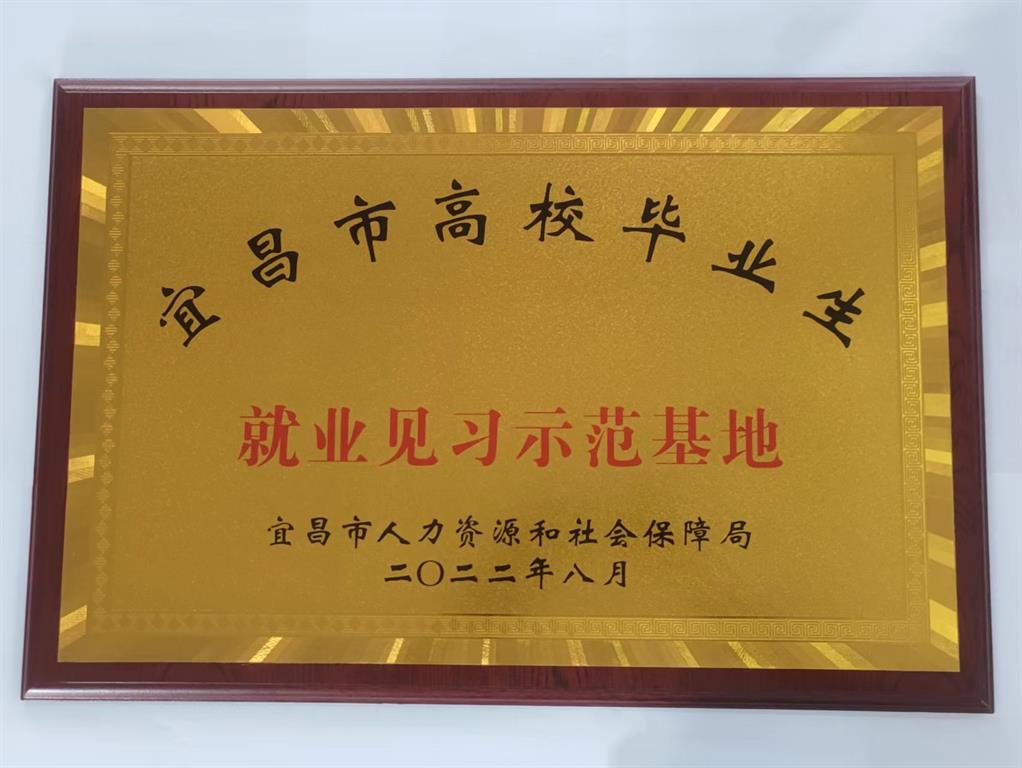 宜昌市高校毕业生
就业见习示范基地
宜昌市人力资源和社会保障局
二〇二二年八月